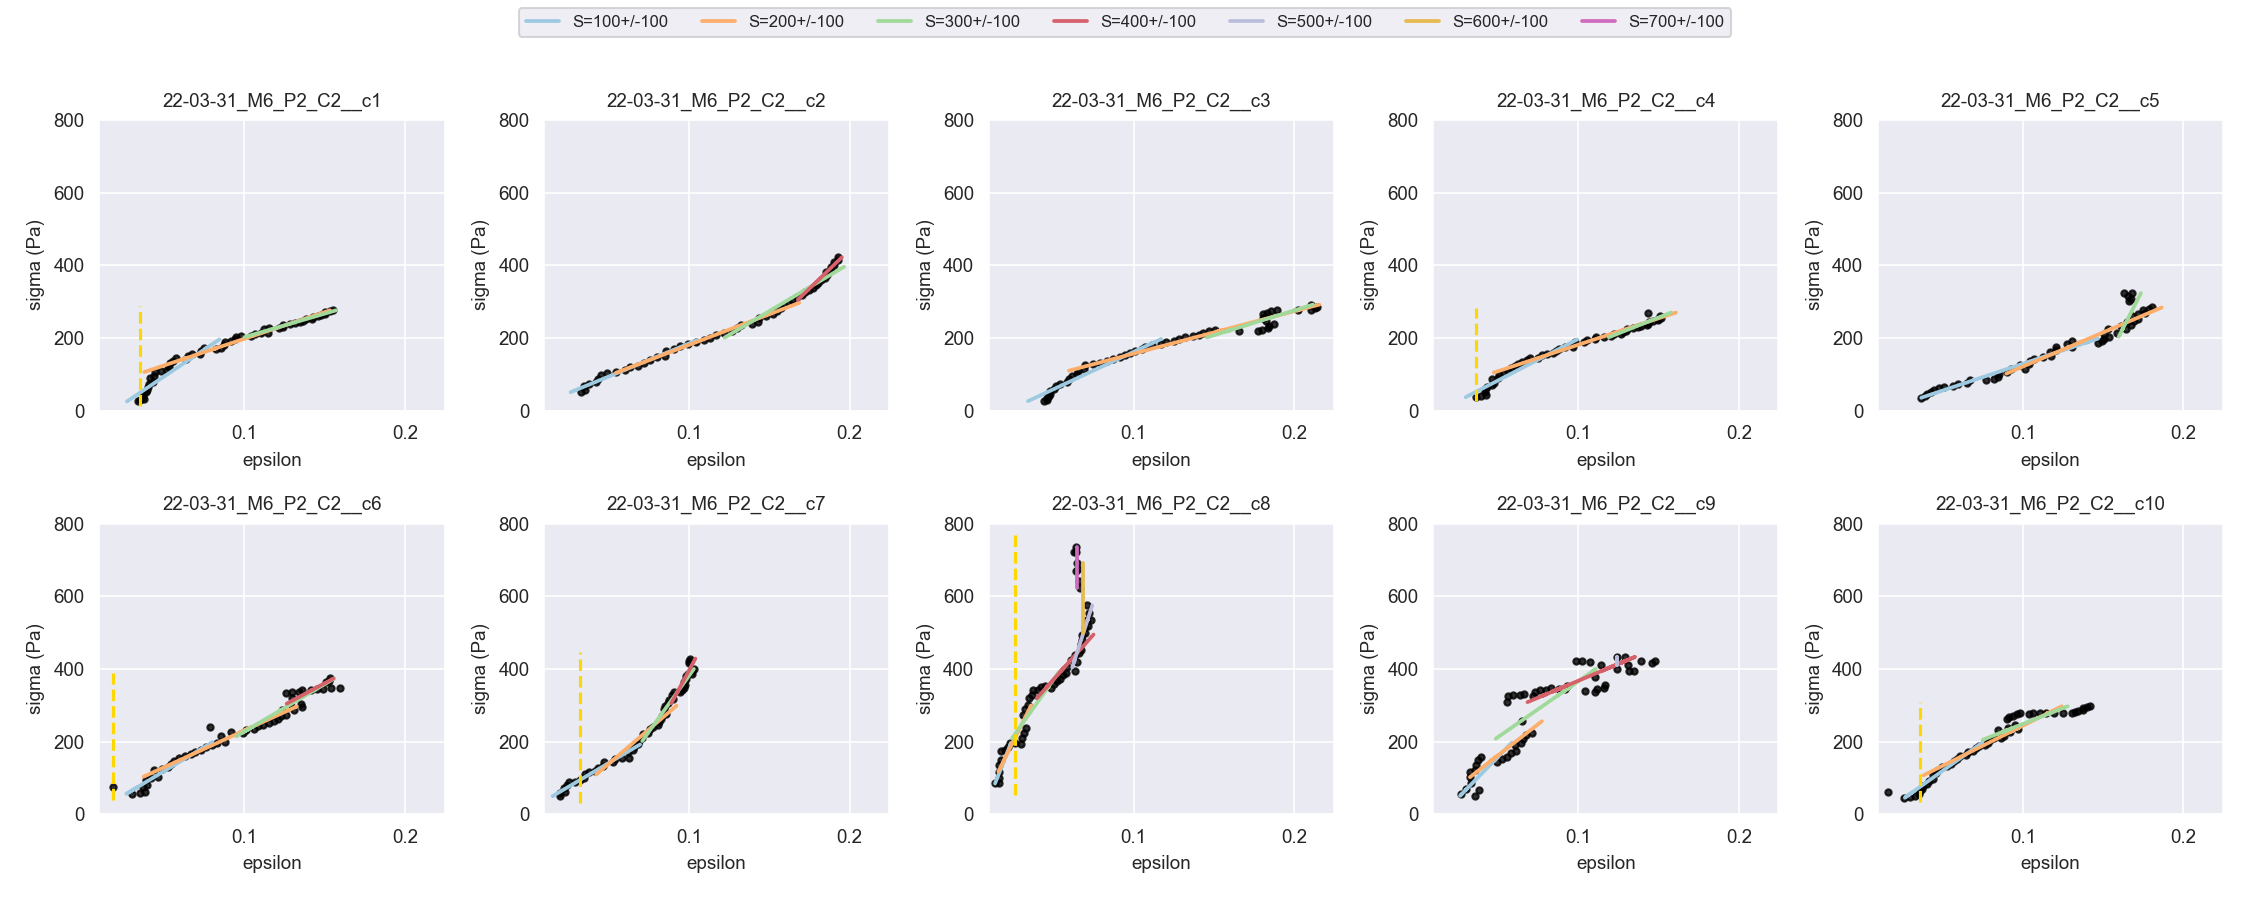 S=100+/-100 S=200+/-100 S=300+/-100 S=400+/-100 S=500+/-100 S=600+/-100 S=700+/-100
22-03-31_M6_P2_C2__c1
800
600
400
200
0
sigma (Pa)
0.1 0.2
epsilon
22-03-31_M6_P2_C2__c2
800
600
400
200
0
sigma (Pa)
0.1 0.2
epsilon
22-03-31_M6_P2_C2__c3
800
600
400
200
0
sigma (Pa)
0.1 0.2
epsilon
22-03-31_M6_P2_C2__c4
800
600
400
200
0
sigma (Pa)
0.1 0.2
epsilon
22-03-31_M6_P2_C2__c5
800
600
400
200
0
sigma (Pa)
0.1 0.2
epsilon
22-03-31_M6_P2_C2__c6
800
600
400
200
0
sigma (Pa)
0.1 0.2
epsilon
22-03-31_M6_P2_C2__c7
800
600
400
200
0
sigma (Pa)
0.1 0.2
epsilon
22-03-31_M6_P2_C2__c8
800
600
400
200
0
sigma (Pa)
0.1 0.2
epsilon
22-03-31_M6_P2_C2__c9
800
600
400
200
0
sigma (Pa)
0.1 0.2
epsilon
22-03-31_M6_P2_C2__c10
800
600
400
200
0
sigma (Pa)
0.1 0.2
epsilon